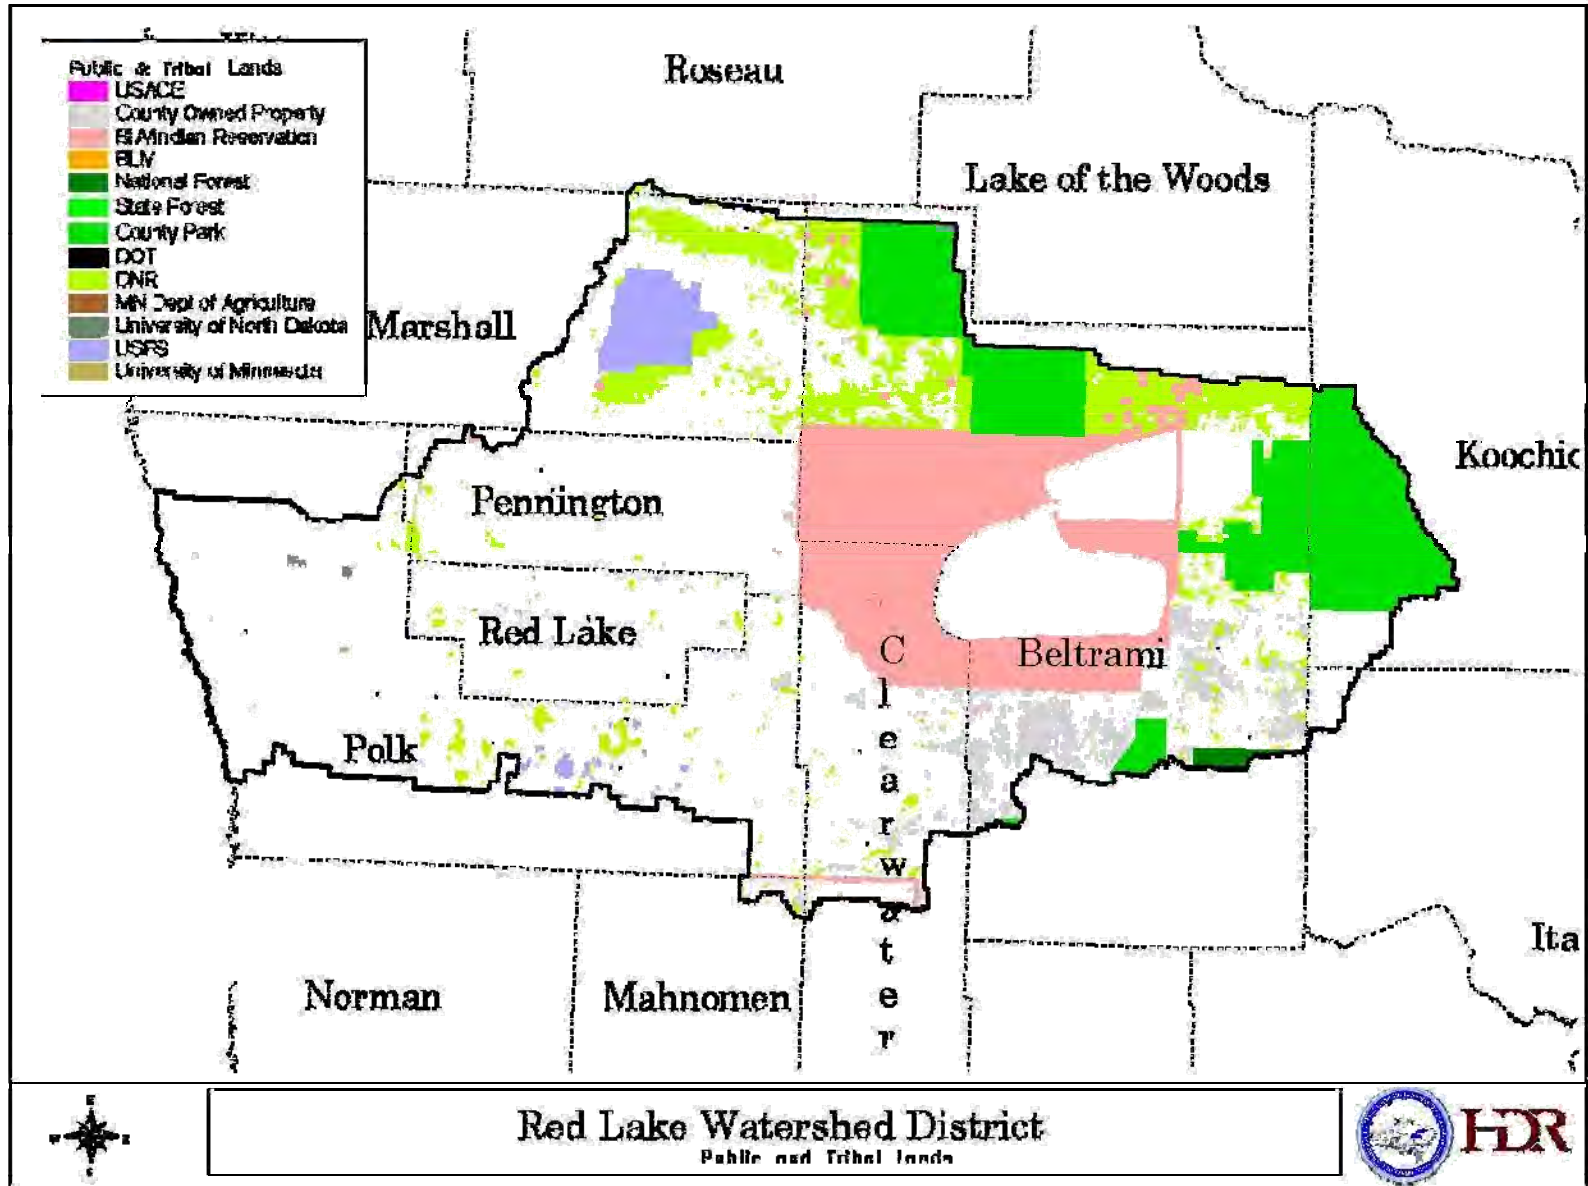 Public & Tribal Lands
USACE
County Owned Property
BIA/Indian Reservation
BLM
National Forest
State Forest
County Park
DOT
DNR
MN Dept of Agriculture
University of North Dakota
USFS
University of Minnesota
Roseau
Lake of the Woods
Marshall
Koochic
Pennington
Red Lake
Beltrami
Clearwater
Polk
Norman
Mahnomen
Ita
Red Lake Watershed District
Public and Tribal Lands
HDR